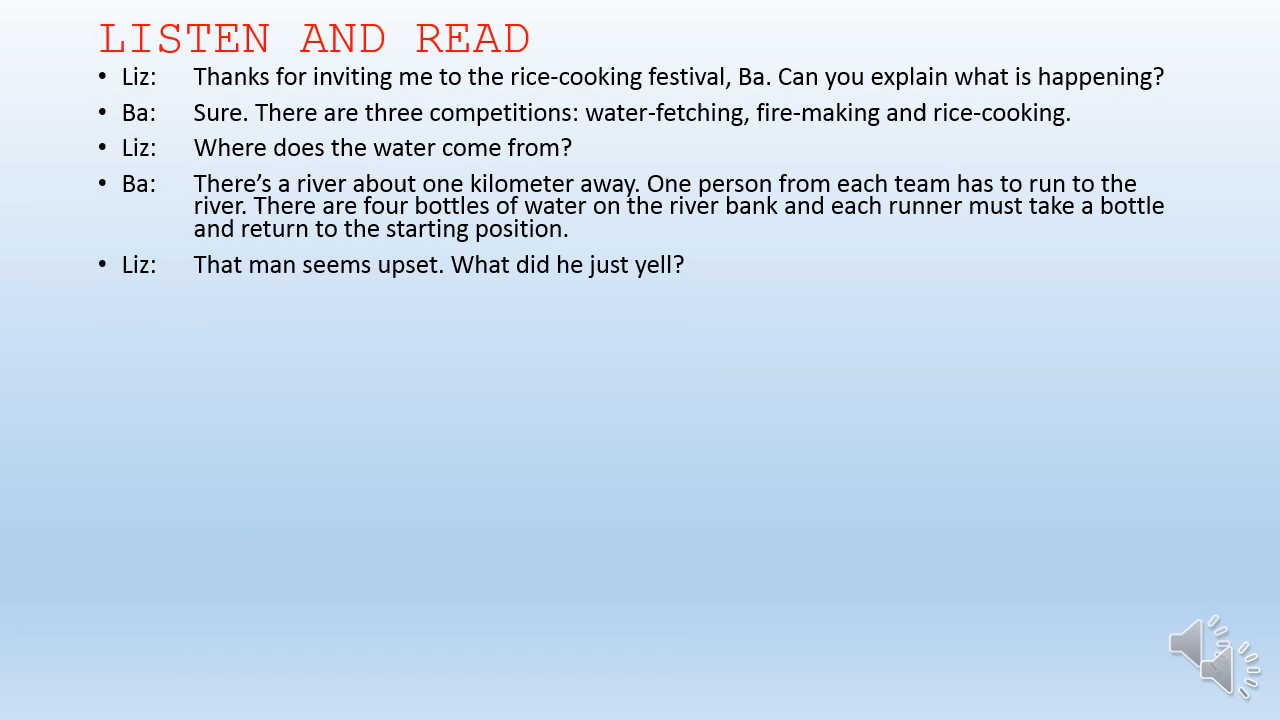 LISTEN AND READ
• Liz: Thanks for inviting me to the rice-cooking festival, Ba. Can you explain what is happening?
• Ba: Sure. There are three competitions: water-fetching, fire-making and rice-cooking.
• Liz: Where does the water come from?
• Ba: There’s a river about one kilometer away. One person from each team has to run to the
river. There are four bottles of water on the river bank and each runner must take a bottle
and return to the starting position.
• Liz: That man seems upset. What did he just yell?